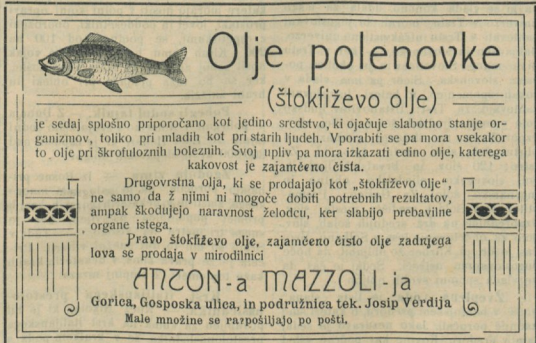 Olje polenovke
(štokfiževo olje)
je sedaj splošno priporočano kot jedino sredstvo, ki ojačuje slabotno stanje or-
ganizmov, toliko pri mladih kot pri starih ljudeh. Vporabiti se pa mora vsekakor
to olje pri škrofuloznih boleznih. Svoj upliv pa mora izkazati edino olje, katerega
kakovost je zajamčeno čista.
Drugovrstna olja, ki se prodajajo kot „štokfiževo olje“,
ne samo da ž njimi ni mogoče dobiti potrebnih rezultatov,
ampak škodujejo naravnost želodcu, ker slabijo prebavilne
organe istega.
Pravo štokfiževo olje, zajamčeno čisto olje zadnjega
lova se prodaja v mirodilnici
ANTON-a MAZZOLI-ja
Gorica, Gosposka ulica, in podružnica tek. Josip Verdija
Male množine se razpošiljajo po pošti.